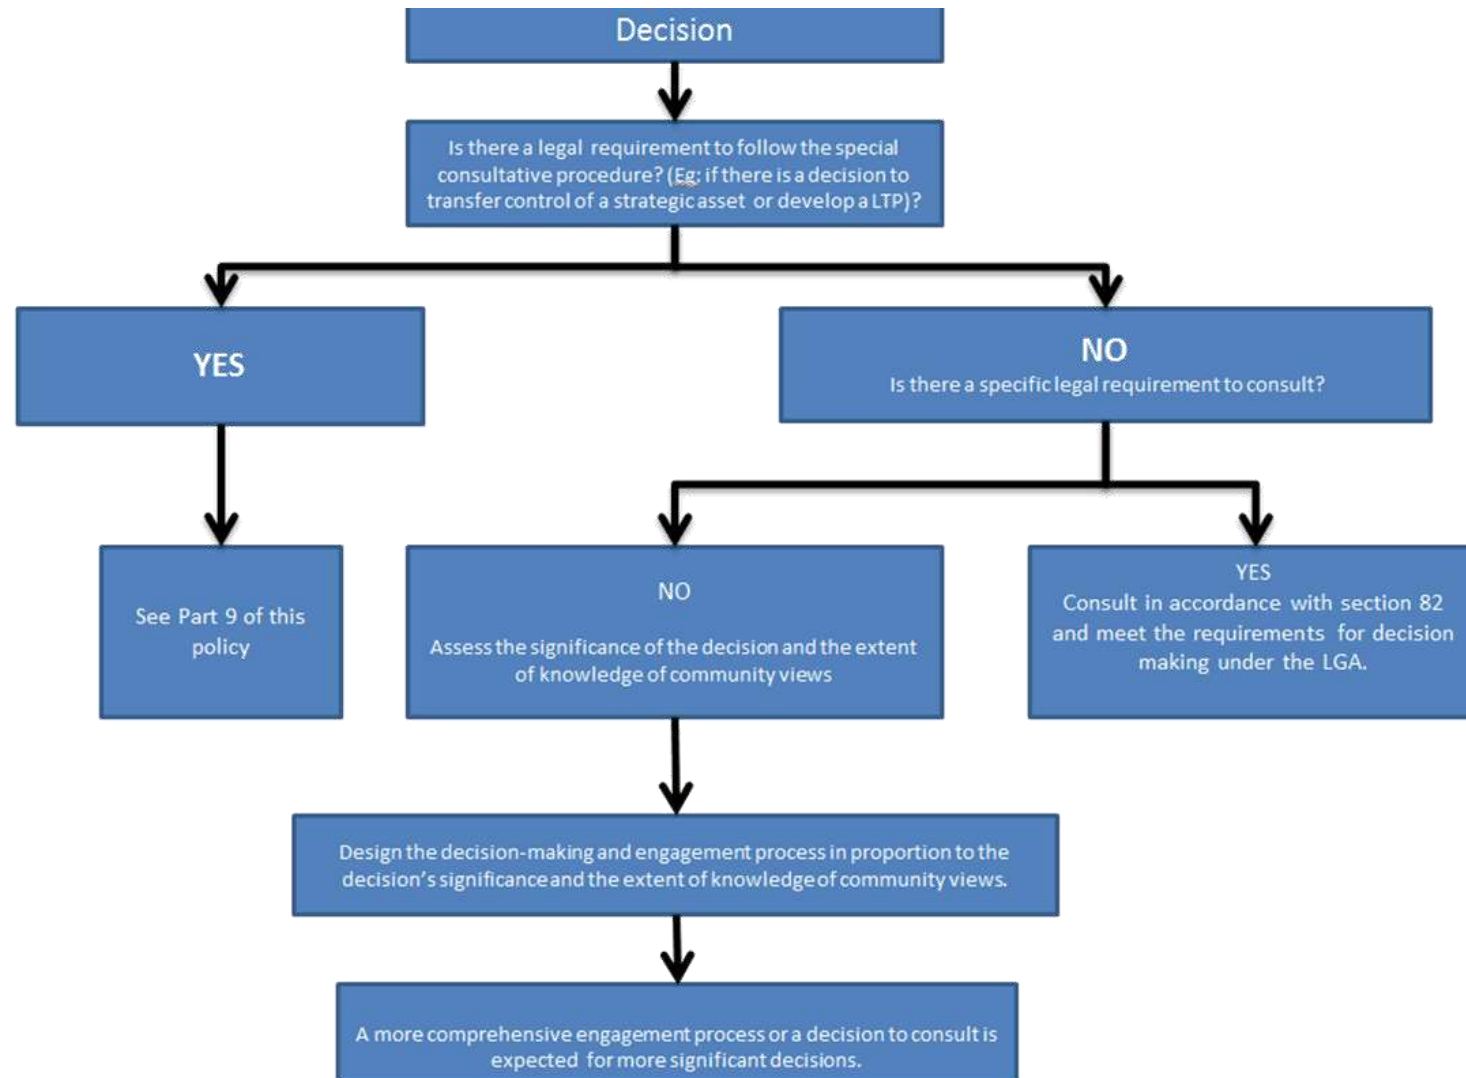 Decision
Is there a legal requirement to follow the special
consultative procedure? (Eg: if there is a decision to
transfer control of a strategic asset or develop a LTP)?
YES
NO
Is there a specific legal requirement to consult?
See Part 9 of this
policy
NO
Assess the significance of the decision and the extent
of knowledge of community views
YES
Consult in accordance with section 82
and meet the requirements for decision
making under the LGA.
Design the decision-making and engagement process in proportion to the
decision’s significance and the extent of knowledge of community views.
A more comprehensive engagement process or a decision to consult is
expected for more significant decisions.